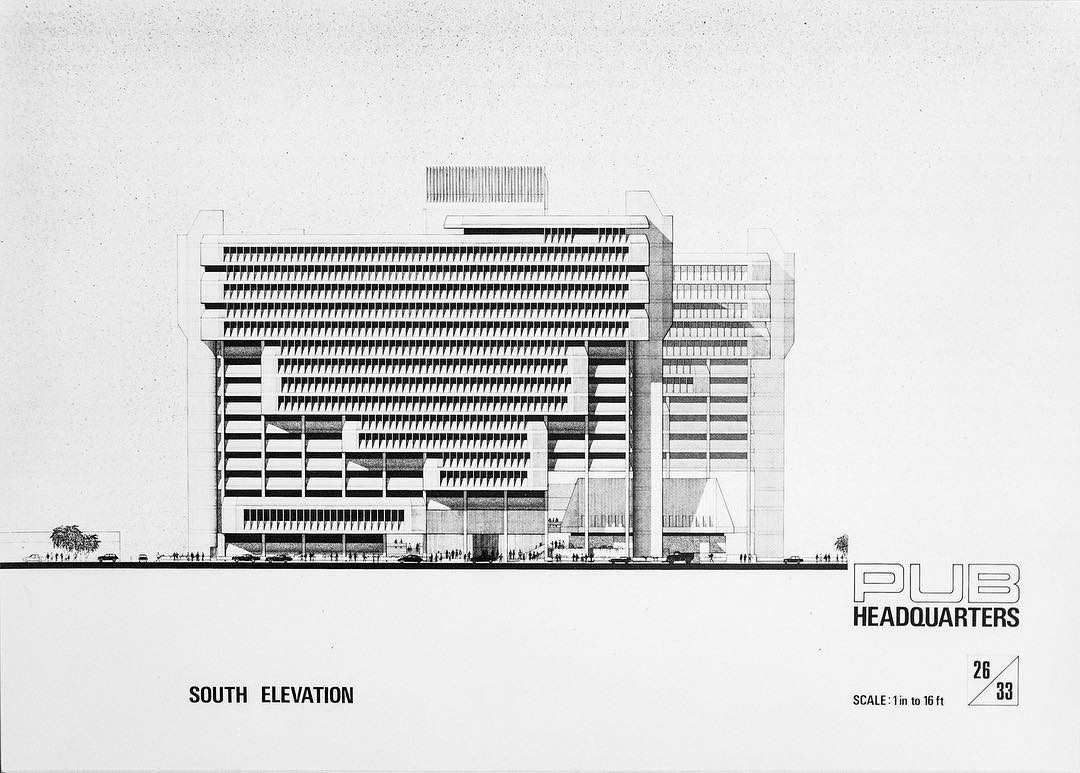 PUB
HEADQUARTERS
26
33
SOUTH ELEVATION
SCALE: 1 in to 16 ft